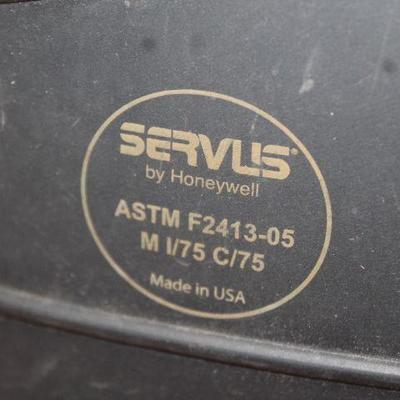 SERVUS®
by Honeywell
ASTM F2413-05
M I/75 C/75
Made in USA